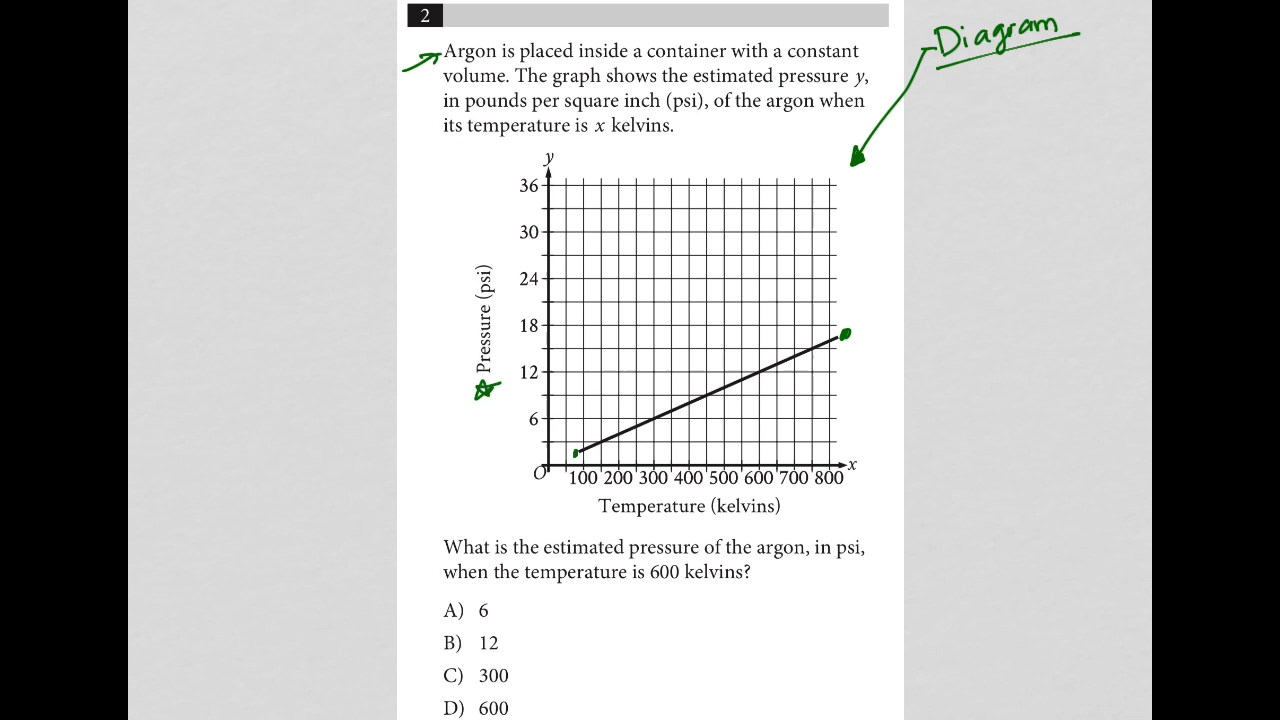 2
Diagram
Argon is placed inside a container with a constant
volume. The graph shows the estimated pressure y,
in pounds per square inch (psi), of the argon when
its temperature is x kelvins.
y
36
30
24
18
12
6
O
Pressure (psi)
100 200 300 400 500 600 700 800
x
Temperature (kelvins)
What is the estimated pressure of the argon, in psi,
when the temperature is 600 kelvins?
A) 6
B) 12
C) 300
D) 600